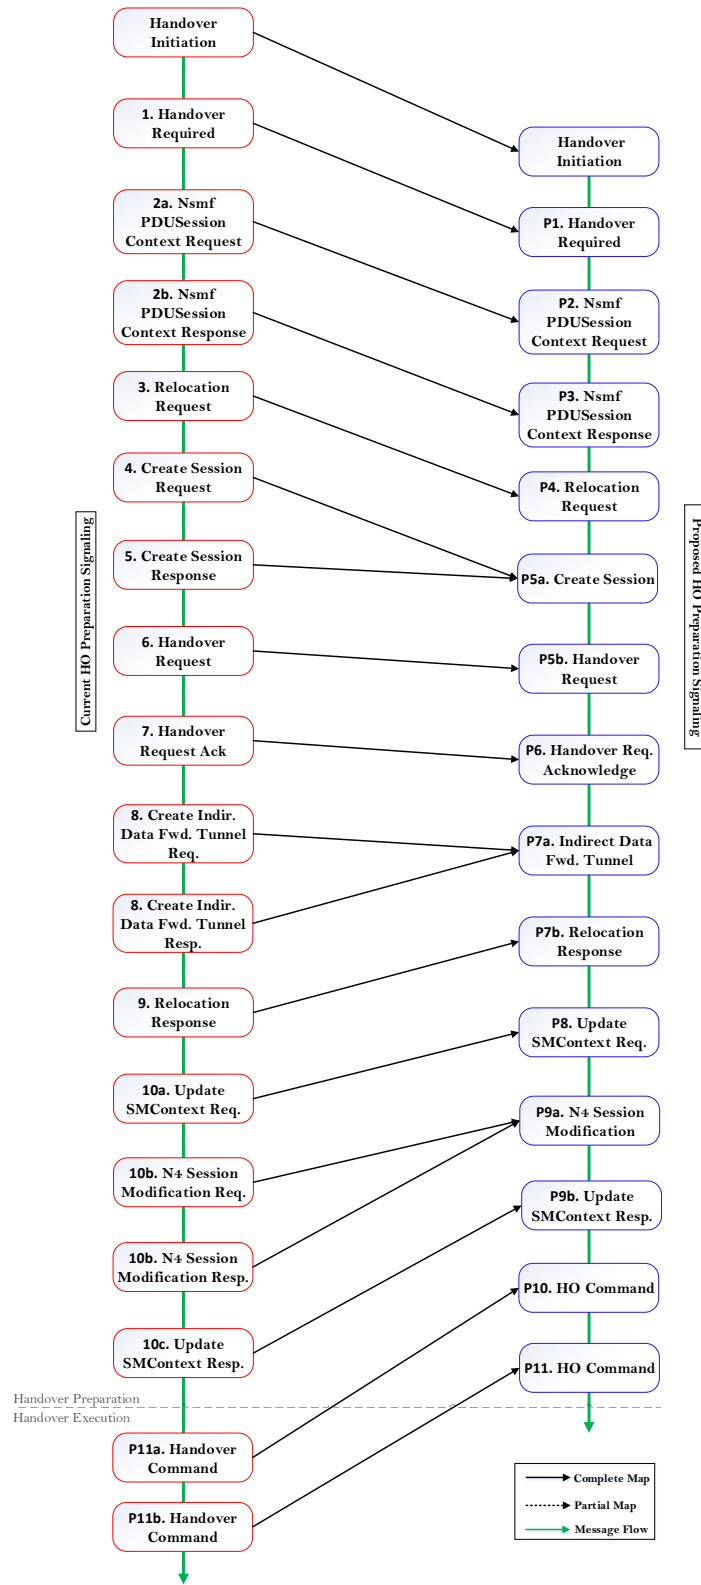 Handover
Initiation
1. Handover
Required
2a. Nsmf
PDUSession
Context Request
2b. Nsmf
PDUSession
Context Response
3. Relocation
Request
4. Create Session
Request
5. Create Session
Response
6. Handover
Request
7. Handover
Request Ack
8. Create Indir.
Data Fwd. Tunnel
Req.
8. Create Indir.
Data Fwd. Tunnel
Resp.
9. Relocation
Response
10a. Update
SMContext Req.
10b. N4 Session
Modification Req.
10b. N4 Session
Modification Resp.
10c. Update
SMContext Resp.
P11a. Handover
Command
P11b. Handover
Command
Current HO Preparation Signaling
Handover Preparation
Handover Execution
Handover
Initiation
P1. Handover
Required
P2. Nsmf
PDUSession
Context Request
P3. Nsmf
PDUSession
Context Response
P4. Relocation
Request
P5a. Create Session
P5b. Handover
Request
P6. Handover Req.
Acknowledge
P7a. Indirect Data
Fwd. Tunnel
P7b. Relocation
Response
P8. Update
SMContext Req.
P9a. N4 Session
Modification
P9b. Update
SMContext Resp.
P10. HO Command
P11. HO Command
Proposed HO Preparation Signaling
Complete Map
Partial Map
Message Flow